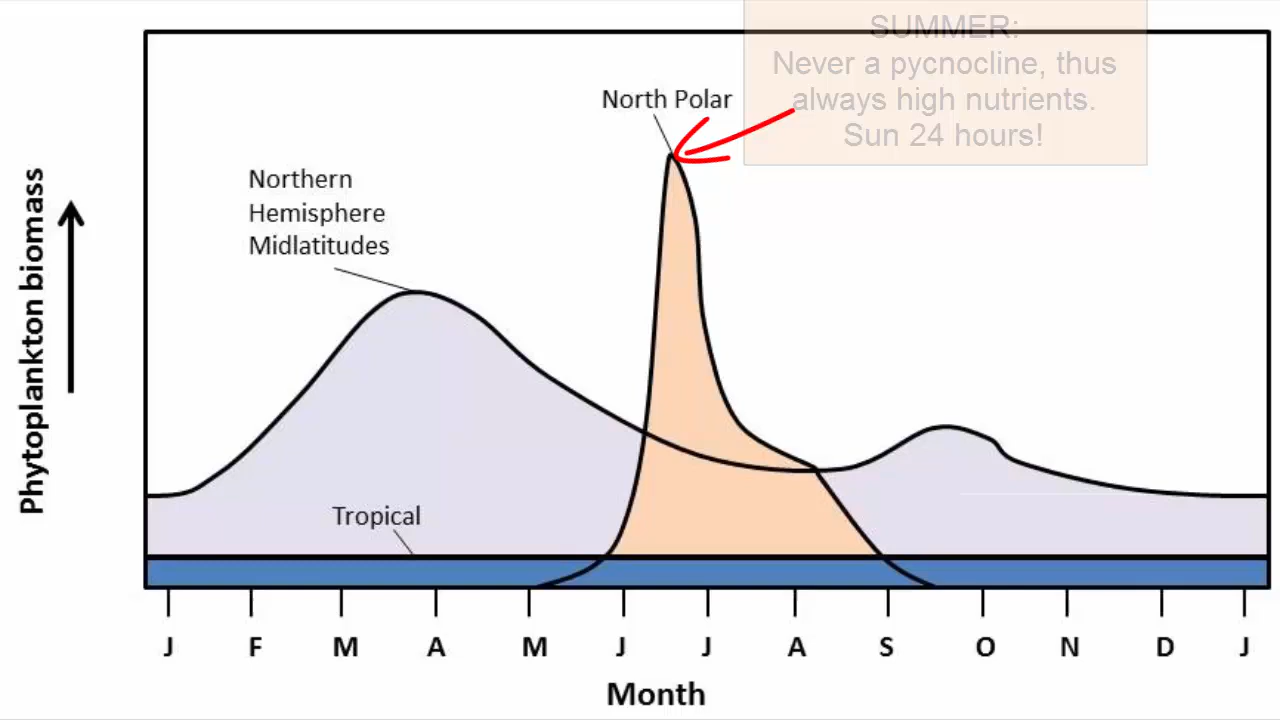 SUMMER:
Never a pycnocline, thus
always high nutrients.
Sun 24 hours!
North Polar
Northern
Hemisphere
Midlatitudes
Tropical
Phytoplankton biomass
J F M A M J J A S O N D J
Month